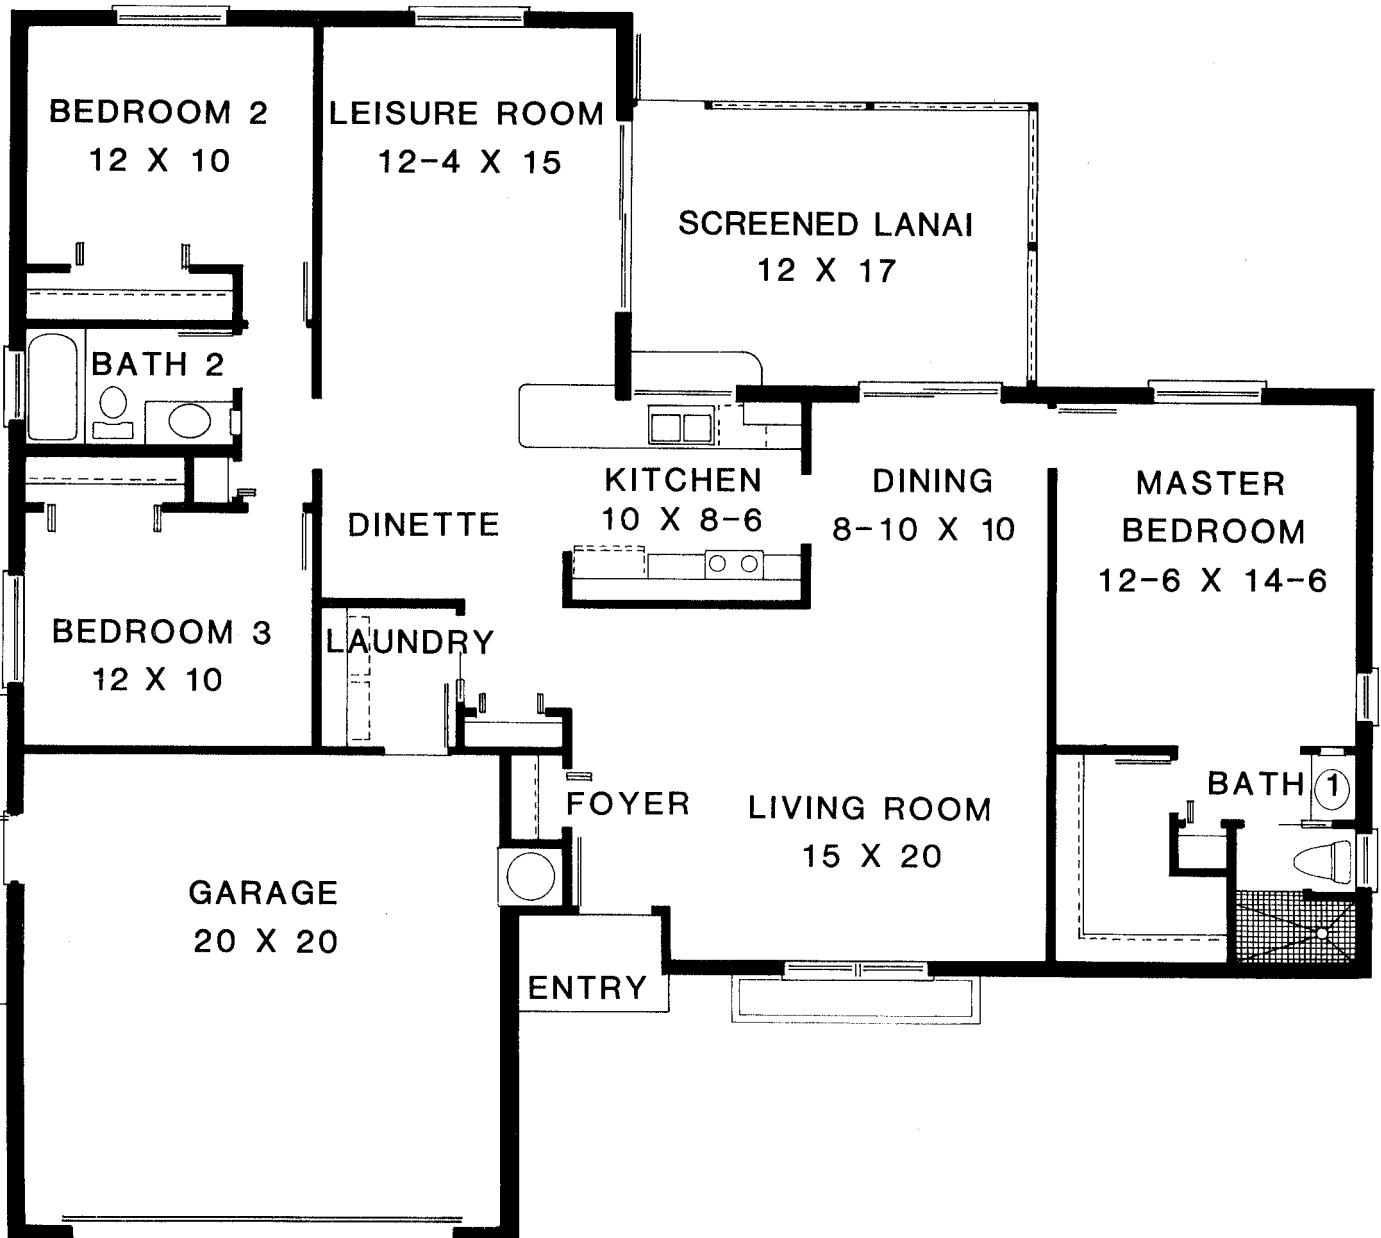 BEDROOM 2
12 X 10
LEISURE ROOM
12-4 X 15
SCREENED LANAI
12 X 17
BATH 2
KITCHEN
10 X 8-6
DINING
8-10 X 10
MASTER
BEDROOM
12-6 X 14-6
DINETTE
BEDROOM 3
12 X 10
LAUNDRY
FOYER
LIVING ROOM
15 X 20
BATH 1
GARAGE
20 X 20
ENTRY